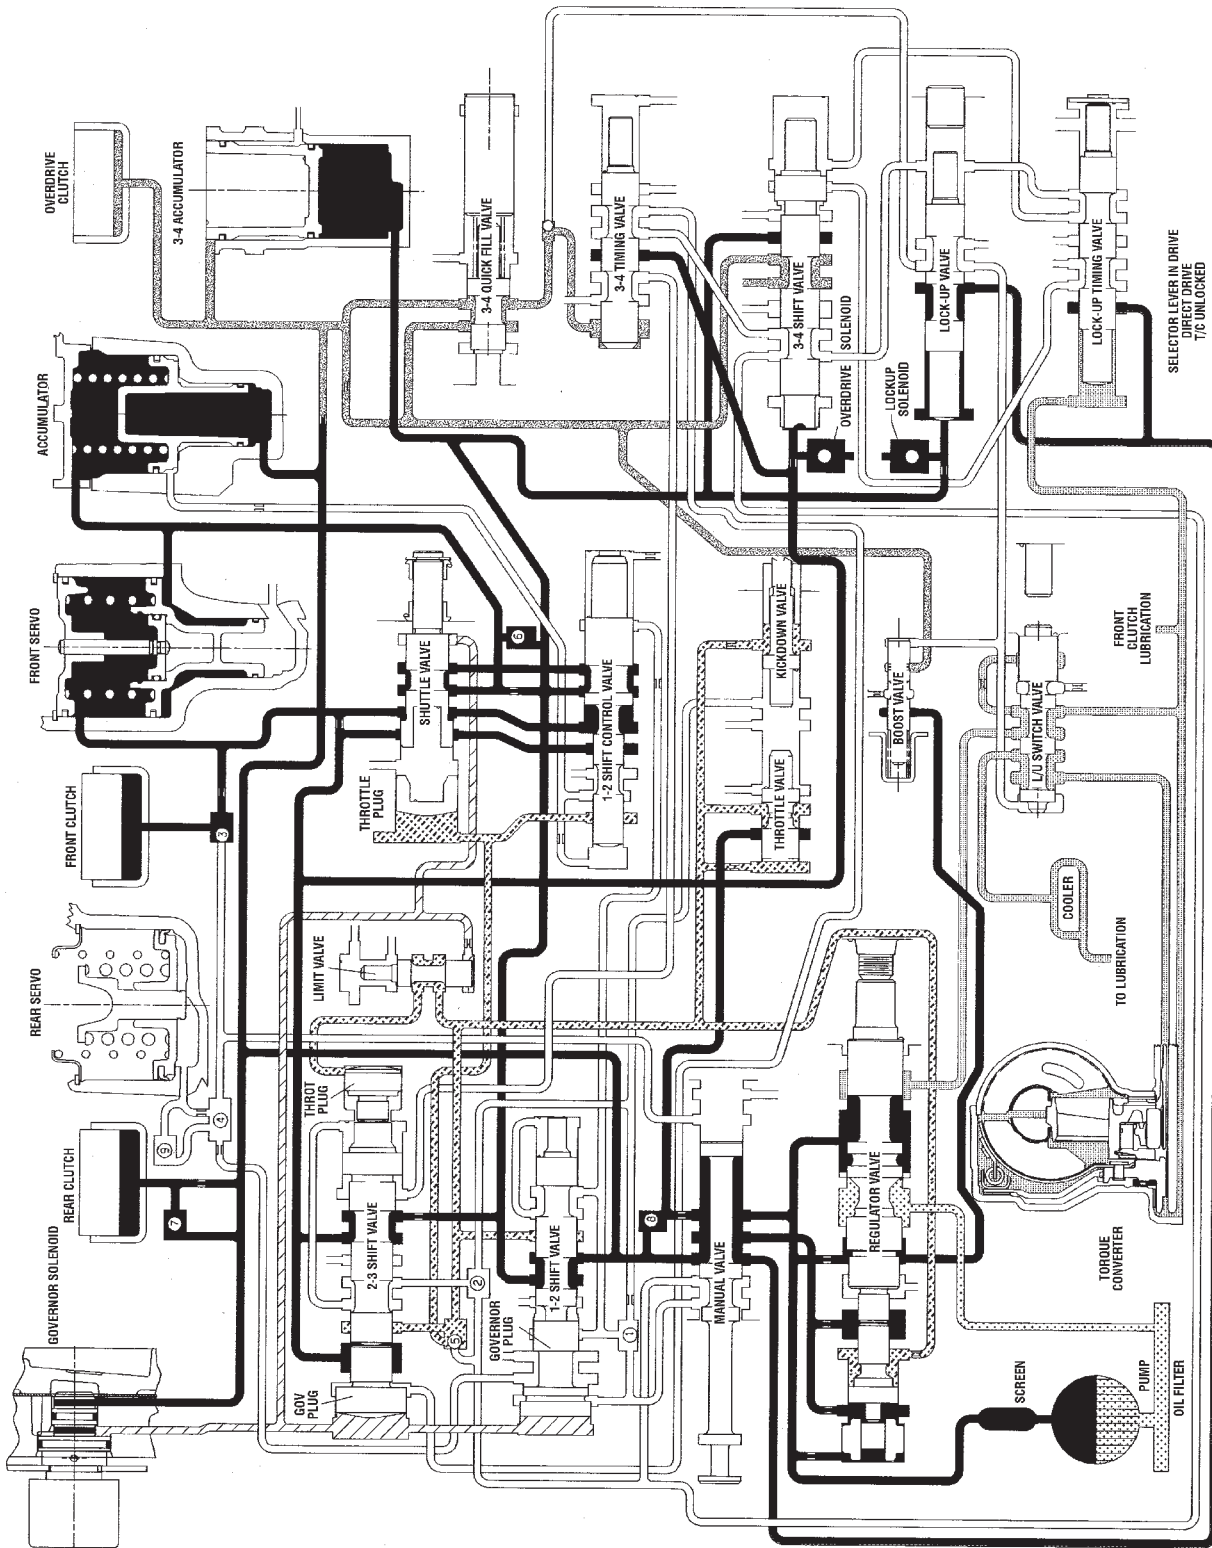 OVERDRIVE
CLUTCH
3-4 ACCUMULATOR
3-4 QUICK FILL VALVE
3-4 TIMING VALVE
3-4 SHIFT VALVE
SOLENOID
OVERDRIVE
LOCKUP
SOLENOID
LOCK-UP VALVE
LOCK-UP TIMING VALVE
SELECTOR LEVER IN DRIVE
DIRECT DRIVE
T/C UNLOCKED
ACCUMULATOR
FRONT SERVO
SHUTTLE VALVE
6
1-2 SHIFT CONTROL VALVE
KICKDOWN VALVE
BOOST VALVE
L/U SWITCH VALVE
FRONT
CLUTCH
LUBRICATION
FRONT CLUTCH
3
THROTTLE
PLUG
THROTTLE VALVE
COOLER
TO LUBRICATION
REAR SERVO
9
4
LIMIT VALVE
REAR CLUTCH
7
THROT
PLUG
2-3 SHIFT VALVE
2
5
1-2 SHIFT VALVE
8
1
MANUAL VALVE
REGULATOR VALVE
TORQUE
CONVERTER
GOVERNOR SOLENOID
GOV
PLUG
GOVERNOR
PLUG
SCREEN
PUMP
OIL FILTER